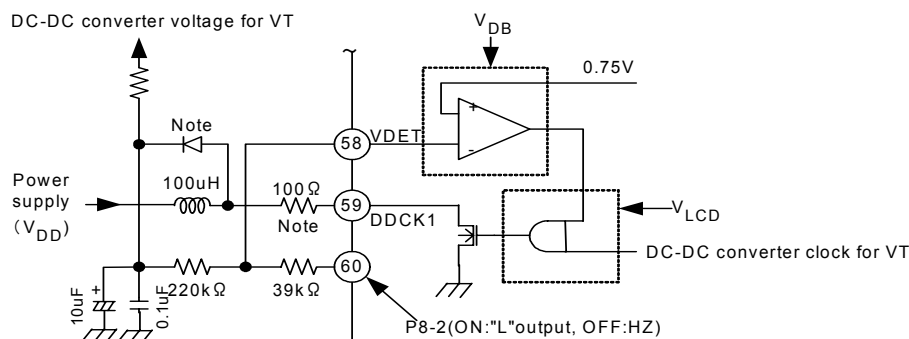 DC-DC converter voltage for VT
VDB
0.75V
Note
+
-
58
VDET
Power
supply
(VDD)
100uH
100Ω
Note
59
DDCK1
VLCD
DC-DC converter clock for VT
60
10uF
+
0.1uF
220kΩ
39kΩ
P8-2(ON:"L"output, OFF:HZ)